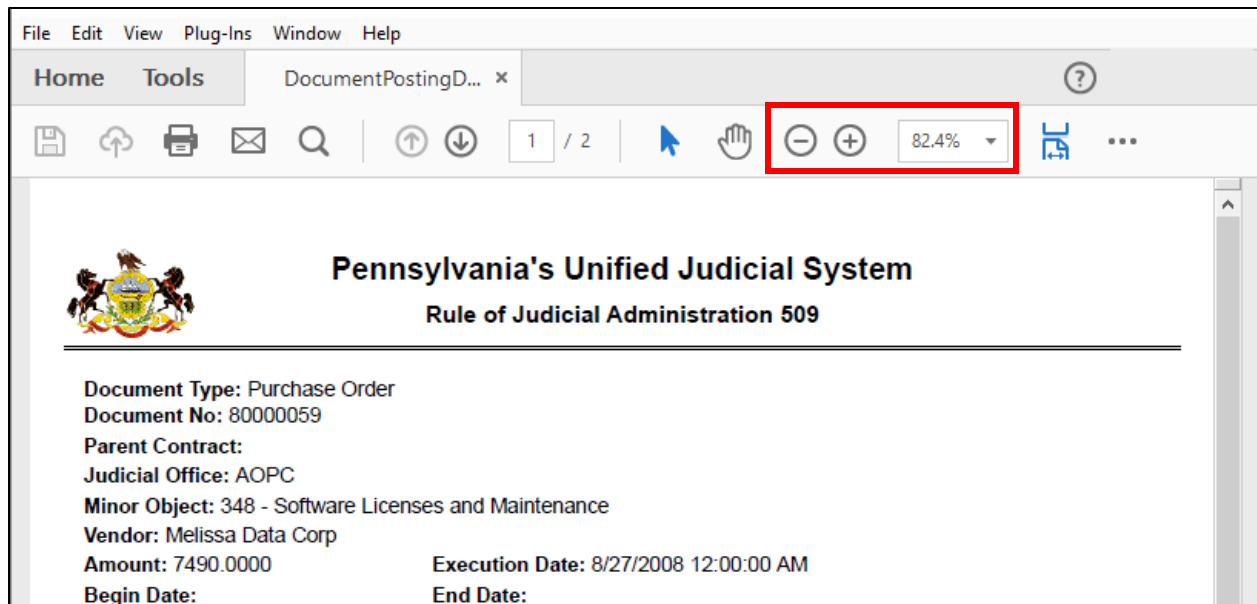 File Edit View Plug-Ins Window Help
Home Tools DocumentPostingD... ×
1 / 2 82.4%
Pennsylvania's Unified Judicial System
Rule of Judicial Administration 509
Document Type: Purchase Order
Document No: 80000059
Parent Contract:
Judicial Office: AOPC
Minor Object: 348 - Software Licenses and Maintenance
Vendor: Melissa Data Corp
Amount: 7490.0000 Execution Date: 8/27/2008 12:00:00 AM
Begin Date: End Date: